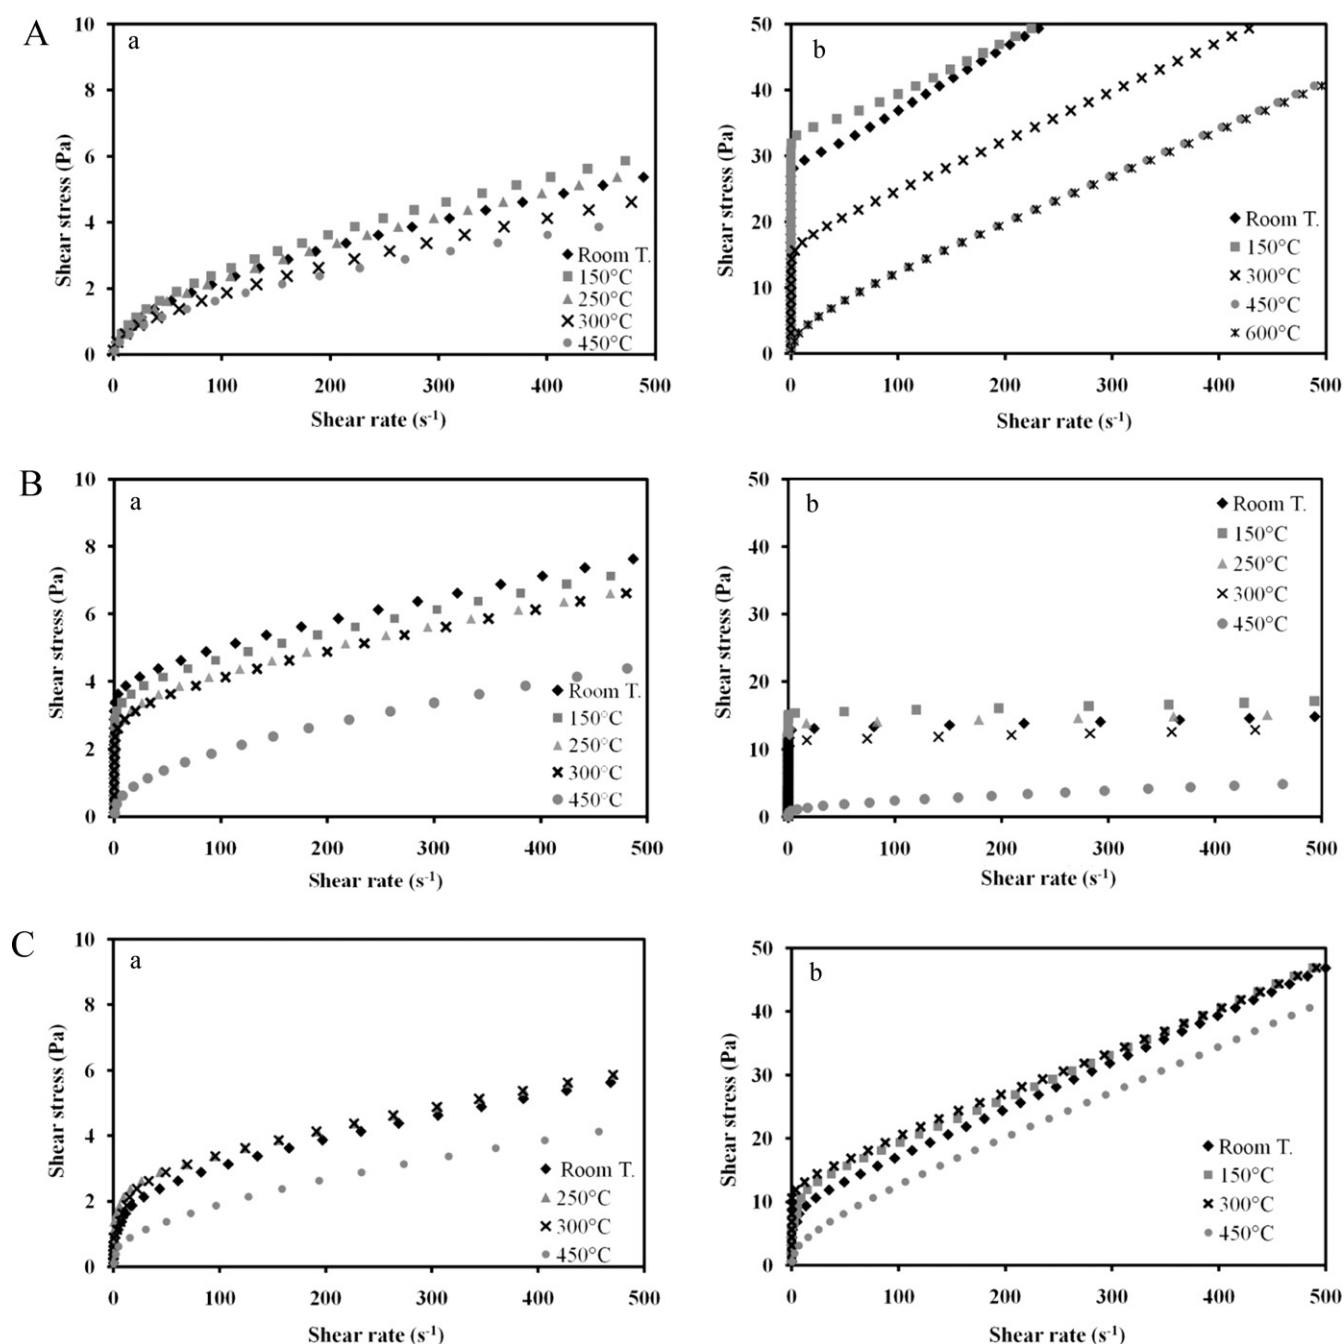 A
a
10
8
6
4
2
0
Shear stress (Pa)
Room T.
150°C
250°C
300°C
450°C
0 100 200 300 400 500
Shear rate (s-1)
b
50
40
30
20
10
0
Shear stress (Pa)
Room T.
150°C
300°C
450°C
600°C
0 100 200 300 400 500
Shear rate (s-1)
B
a
10
8
6
4
2
0
Shear stress (Pa)
Room T.
150°C
250°C
300°C
450°C
0 100 200 300 400 500
Shear rate (s-1)
b
50
40
30
20
10
0
Shear stress (Pa)
Room T.
150°C
250°C
300°C
450°C
0 100 200 300 400 500
Shear rate (s-1)
C
a
10
8
6
4
2
0
Shear stress (Pa)
Room T.
250°C
300°C
450°C
0 100 200 300 400 500
Shear rate (s-1)
b
50
40
30
20
10
0
Shear stress (Pa)
Room T.
150°C
300°C
450°C
0 100 200 300 400 500
Shear rate (s-1)